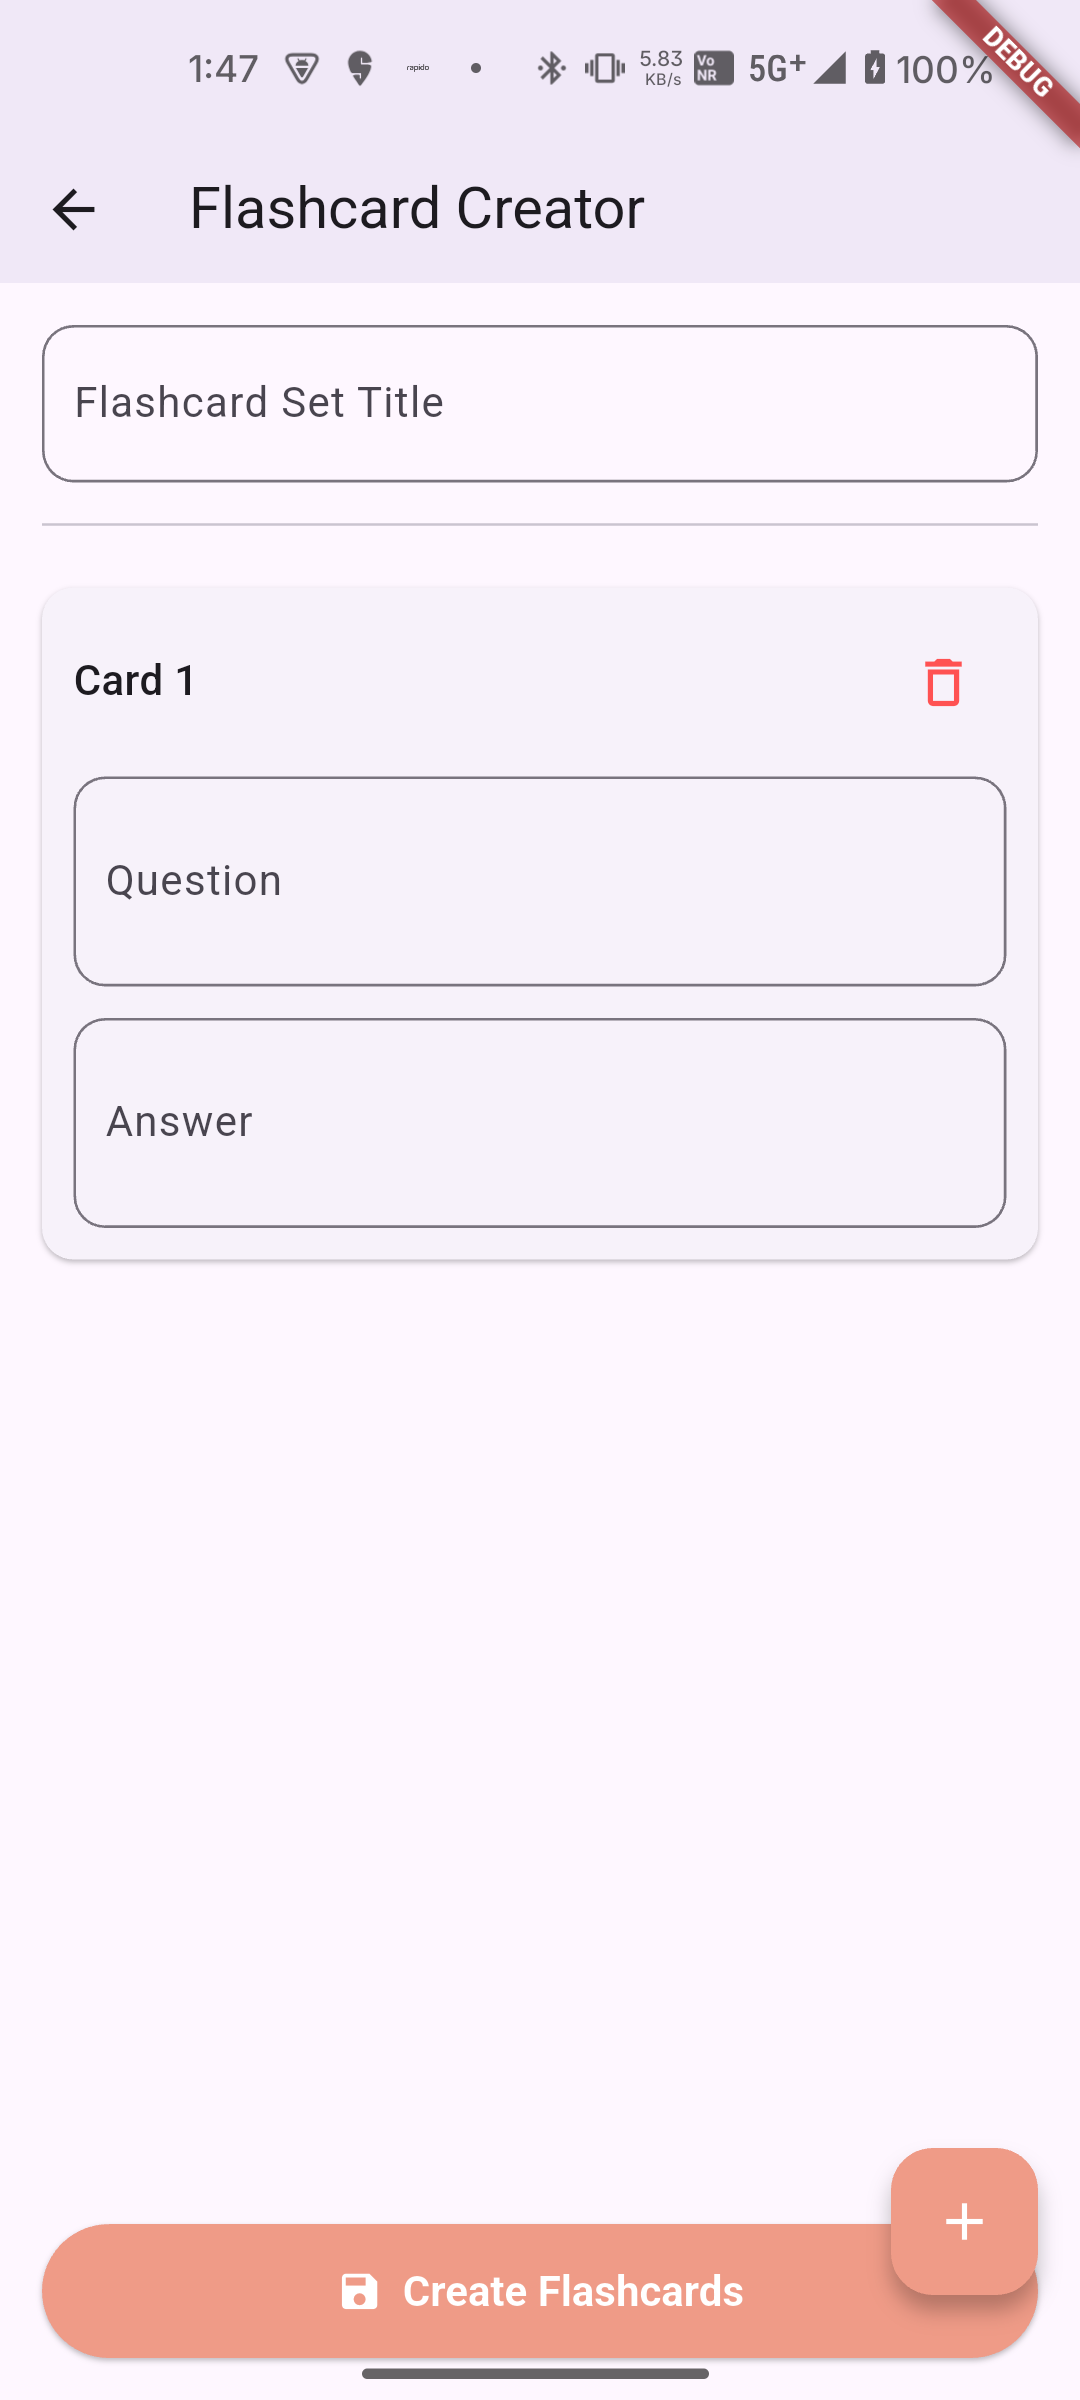 1:47 rapido 5.83 KB/s Vo NR 5G+ 100%
DEBUG
Flashcard Creator
Flashcard Set Title
Card 1
Question
Answer
+
Create Flashcards